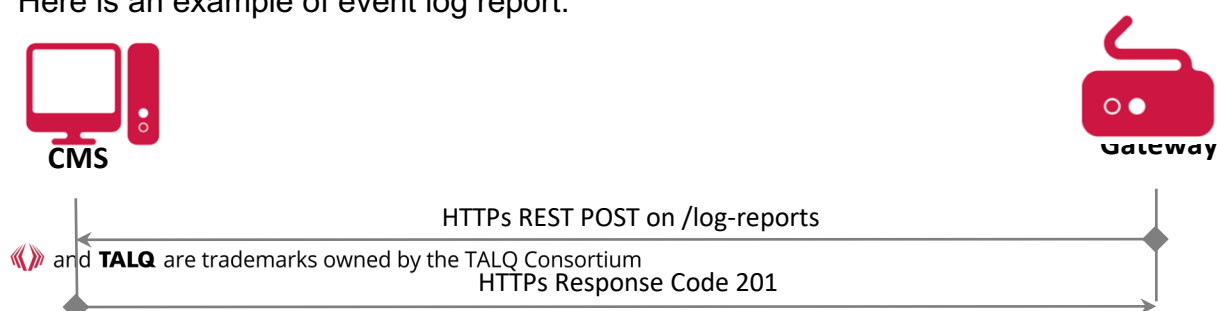 Here is an example of event log report:
CMS
Gateway
HTTPs REST POST on /log-reports
and TALQ are trademarks owned by the TALQ Consortium
HTTPs Response Code 201